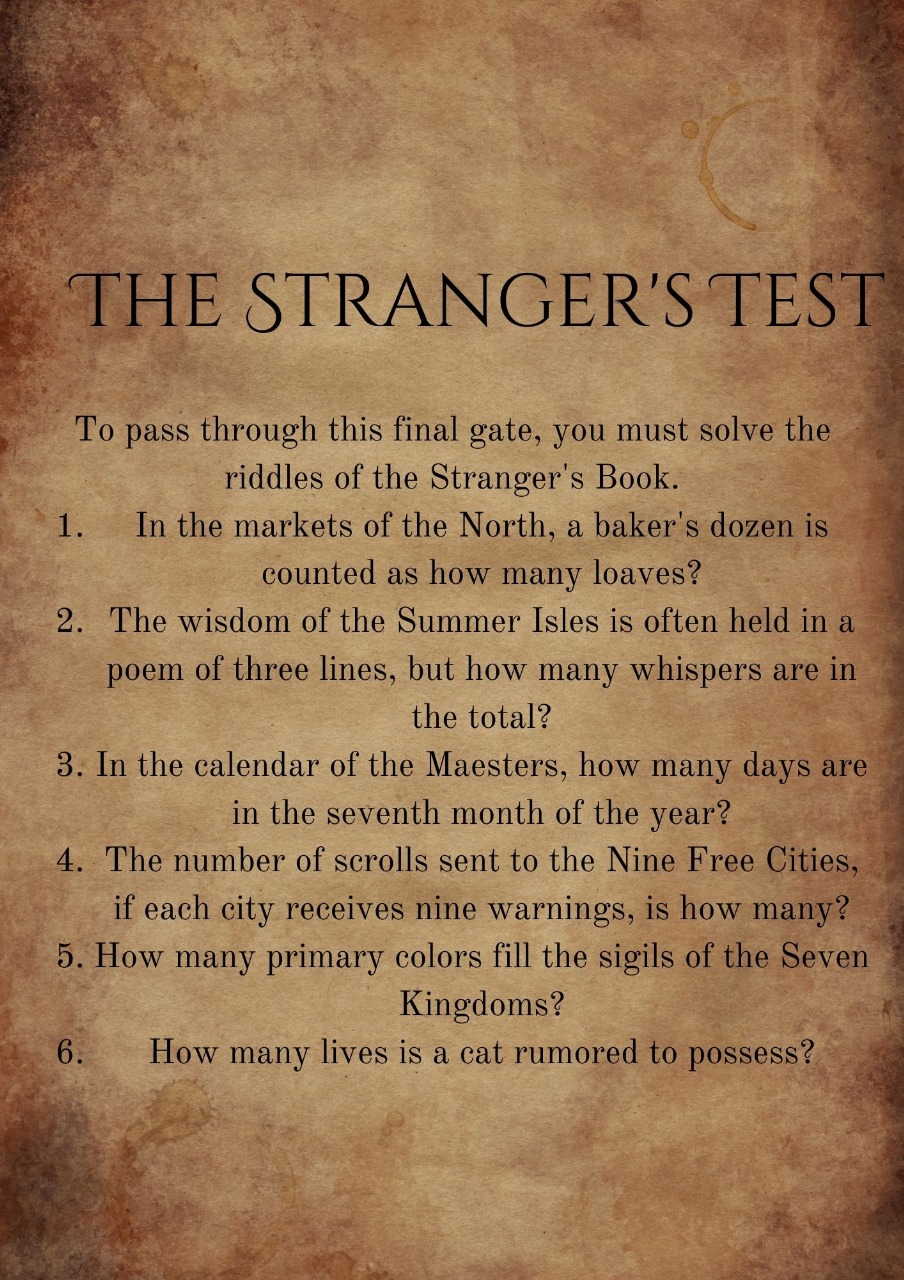 THE STRANGER'S TEST
To pass through this final gate, you must solve the
riddles of the Stranger's Book.
1. In the markets of the North, a baker's dozen is
counted as how many loaves?
2. The wisdom of the Summer Isles is often held in a
poem of three lines, but how many whispers are in
the total?
3. In the calendar of the Maesters, how many days are
in the seventh month of the year?
4. The number of scrolls sent to the Nine Free Cities,
if each city receives nine warnings, is how many?
5. How many primary colors fill the sigils of the Seven
Kingdoms?
6. How many lives is a cat rumored to possess?